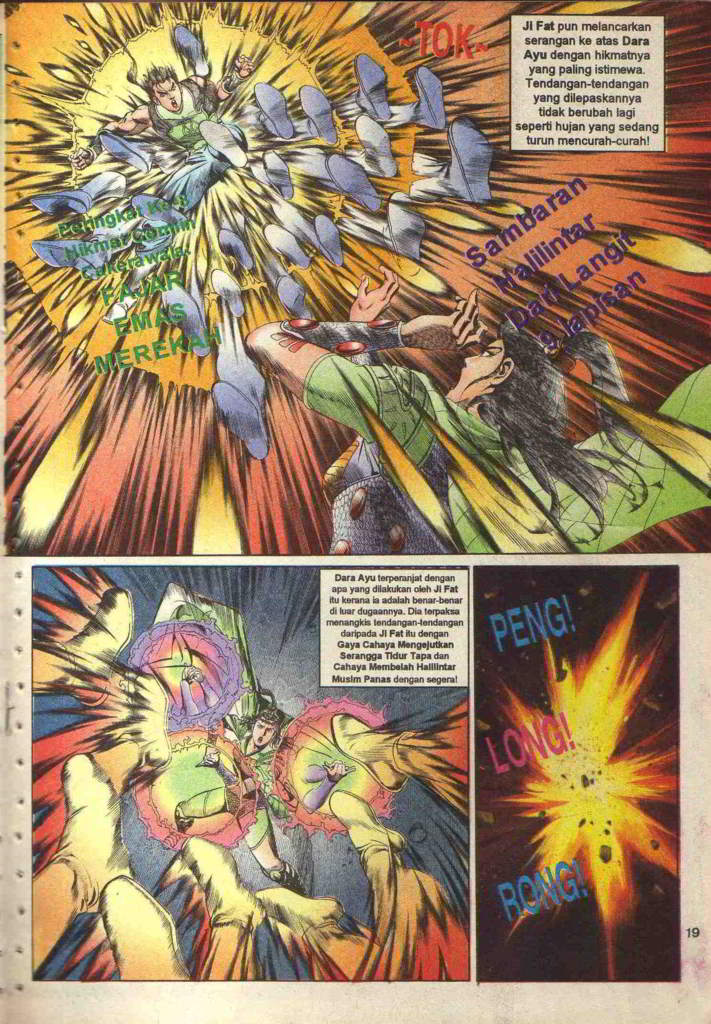 ~TOK~
JI Fat pun melancarkan
serangan ke atas Dara
Ayu dengan hikmatnya
yang paling istimewa.
Tendangan-tendangan
yang dilepaskannya
tidak berubah lagi
seperti hujan yang sedang
turun mencurah-curah!
Peringkat Ke 3
Hikmat
Cakerawala:
FAJAR
EMAS
MEREKAH
Sambaran
Halilintar
Dari Langit
9 lapisan
Dara Ayu terperanjat dengan
apa yang dilakukan oleh JI Fat
itu kerana ia adalah benar-benar
di luar dugaannya. Dia terpaksa
menangkis tendangan-tendangan
daripada JI Fat itu dengan
Gaya Cahaya Mengejutkan
Serangga Tidur Tapa dan
Cahaya Membelah Halilintar
Musim Panas dengan segera!
PENG!
LONG!
RONG!
19